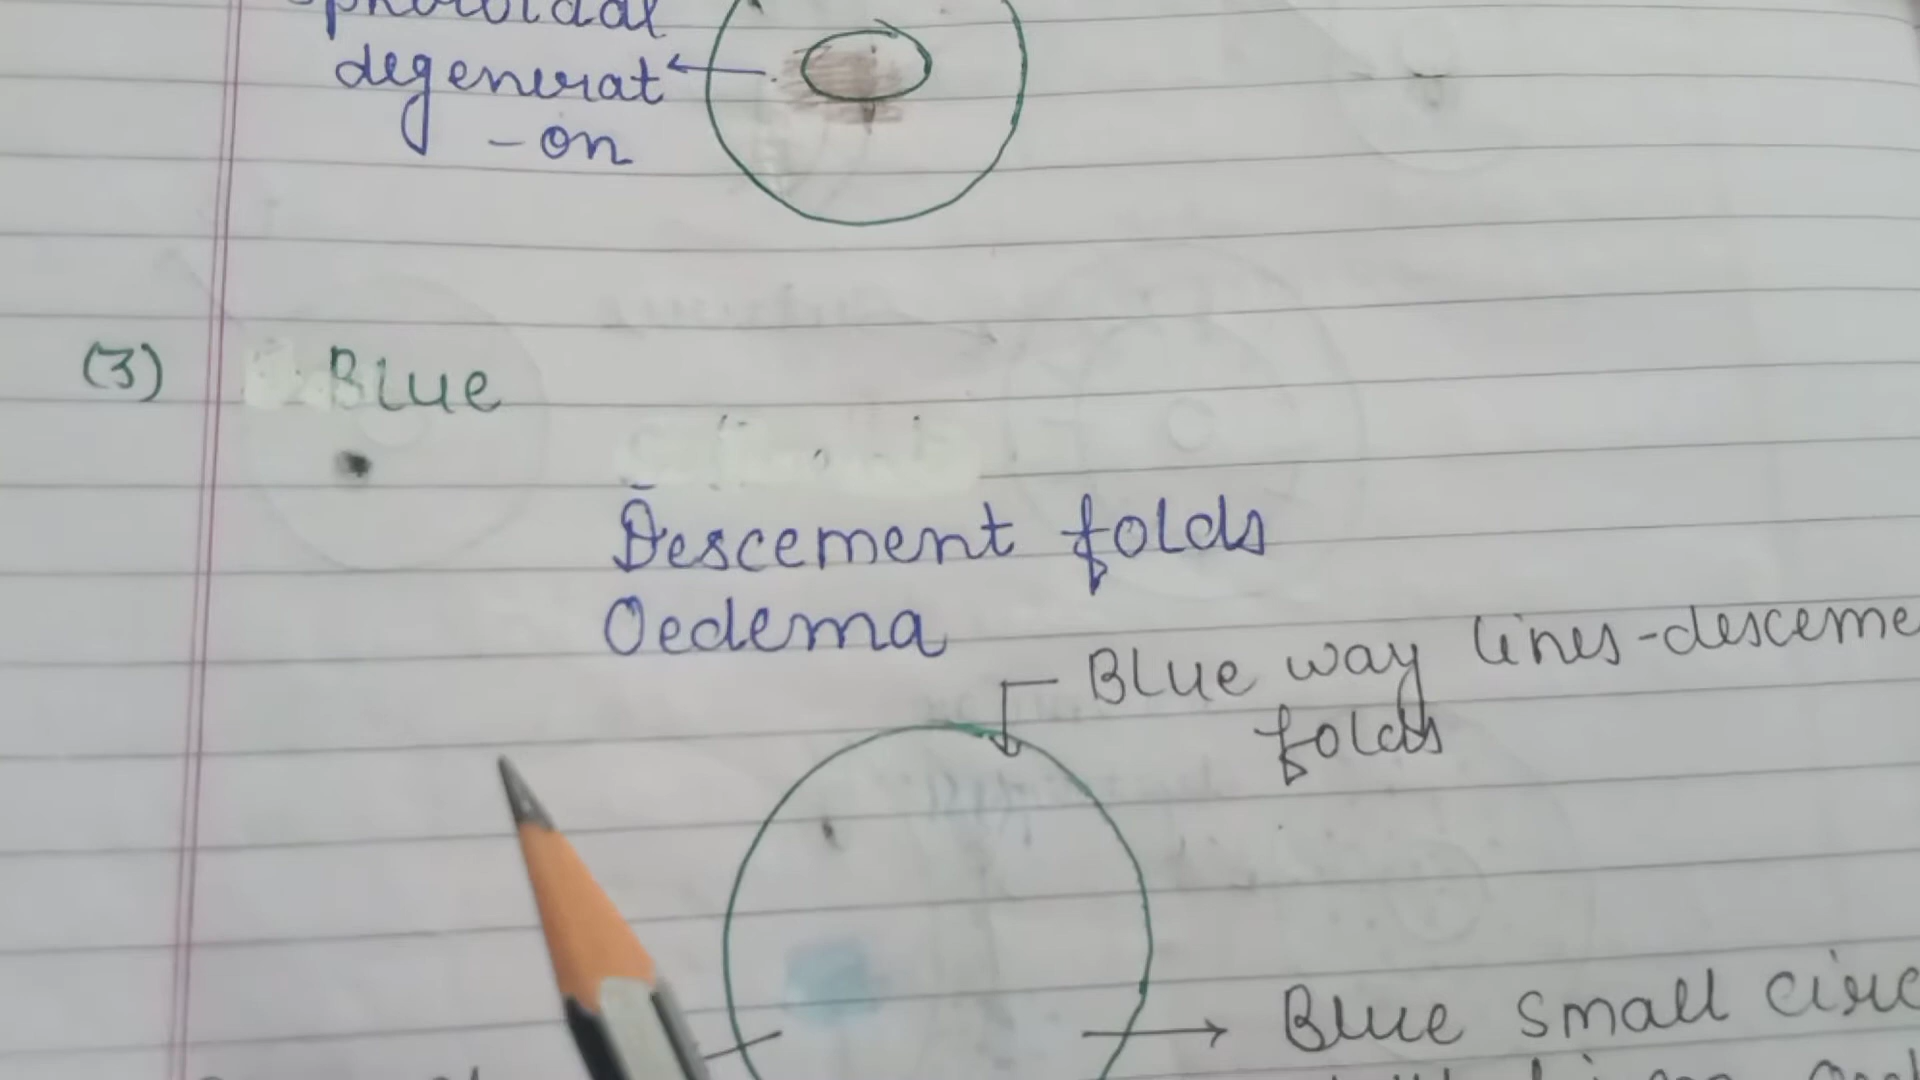 degenerat
-on
(3) Blue
Descement folds
Oedema
Blue way lines-desceme
folds
Blue small circ